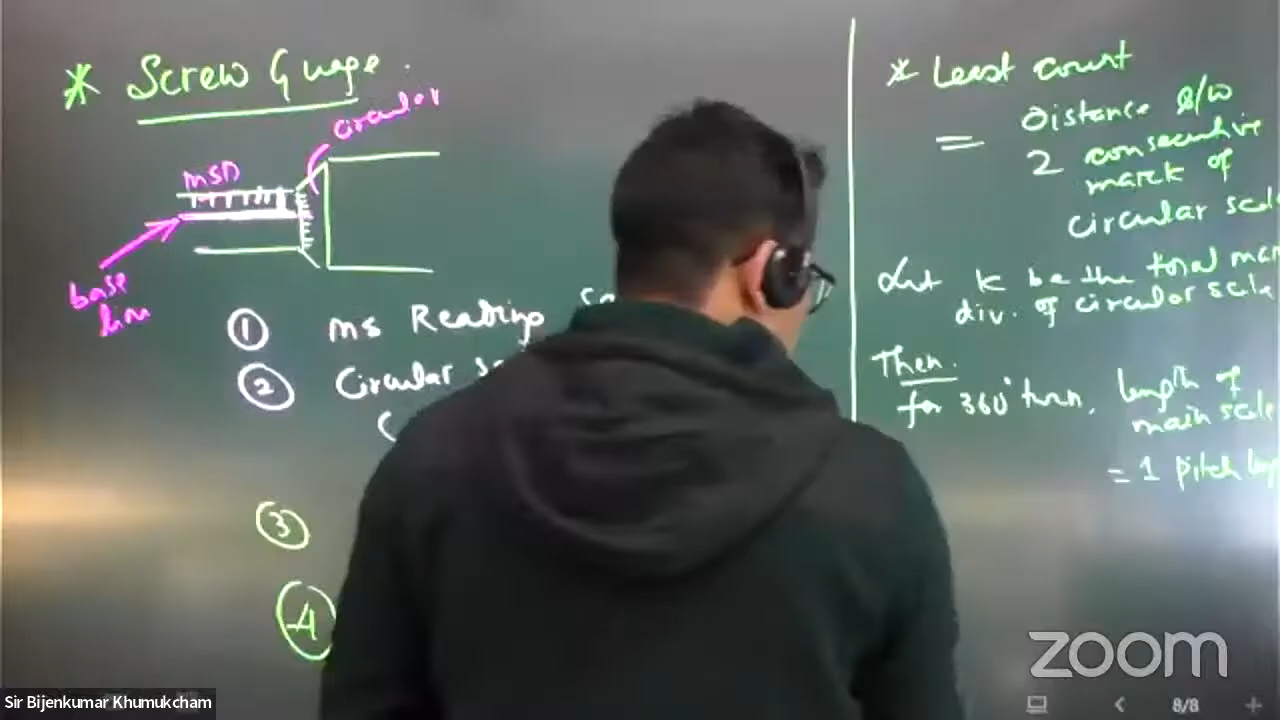 * Screw Guage.
circular
MSD
base
line
① MS Reading
② Circular
(
③
④
* Least count
= Distance B/W
2 consecutive
mark of
circular scale
Let K be the total
div. of circular scale
Then.
for 360° turn, length of
main scale
= 1 pitch
zoom
Sir Bijenkumar Khumukcham
8/8